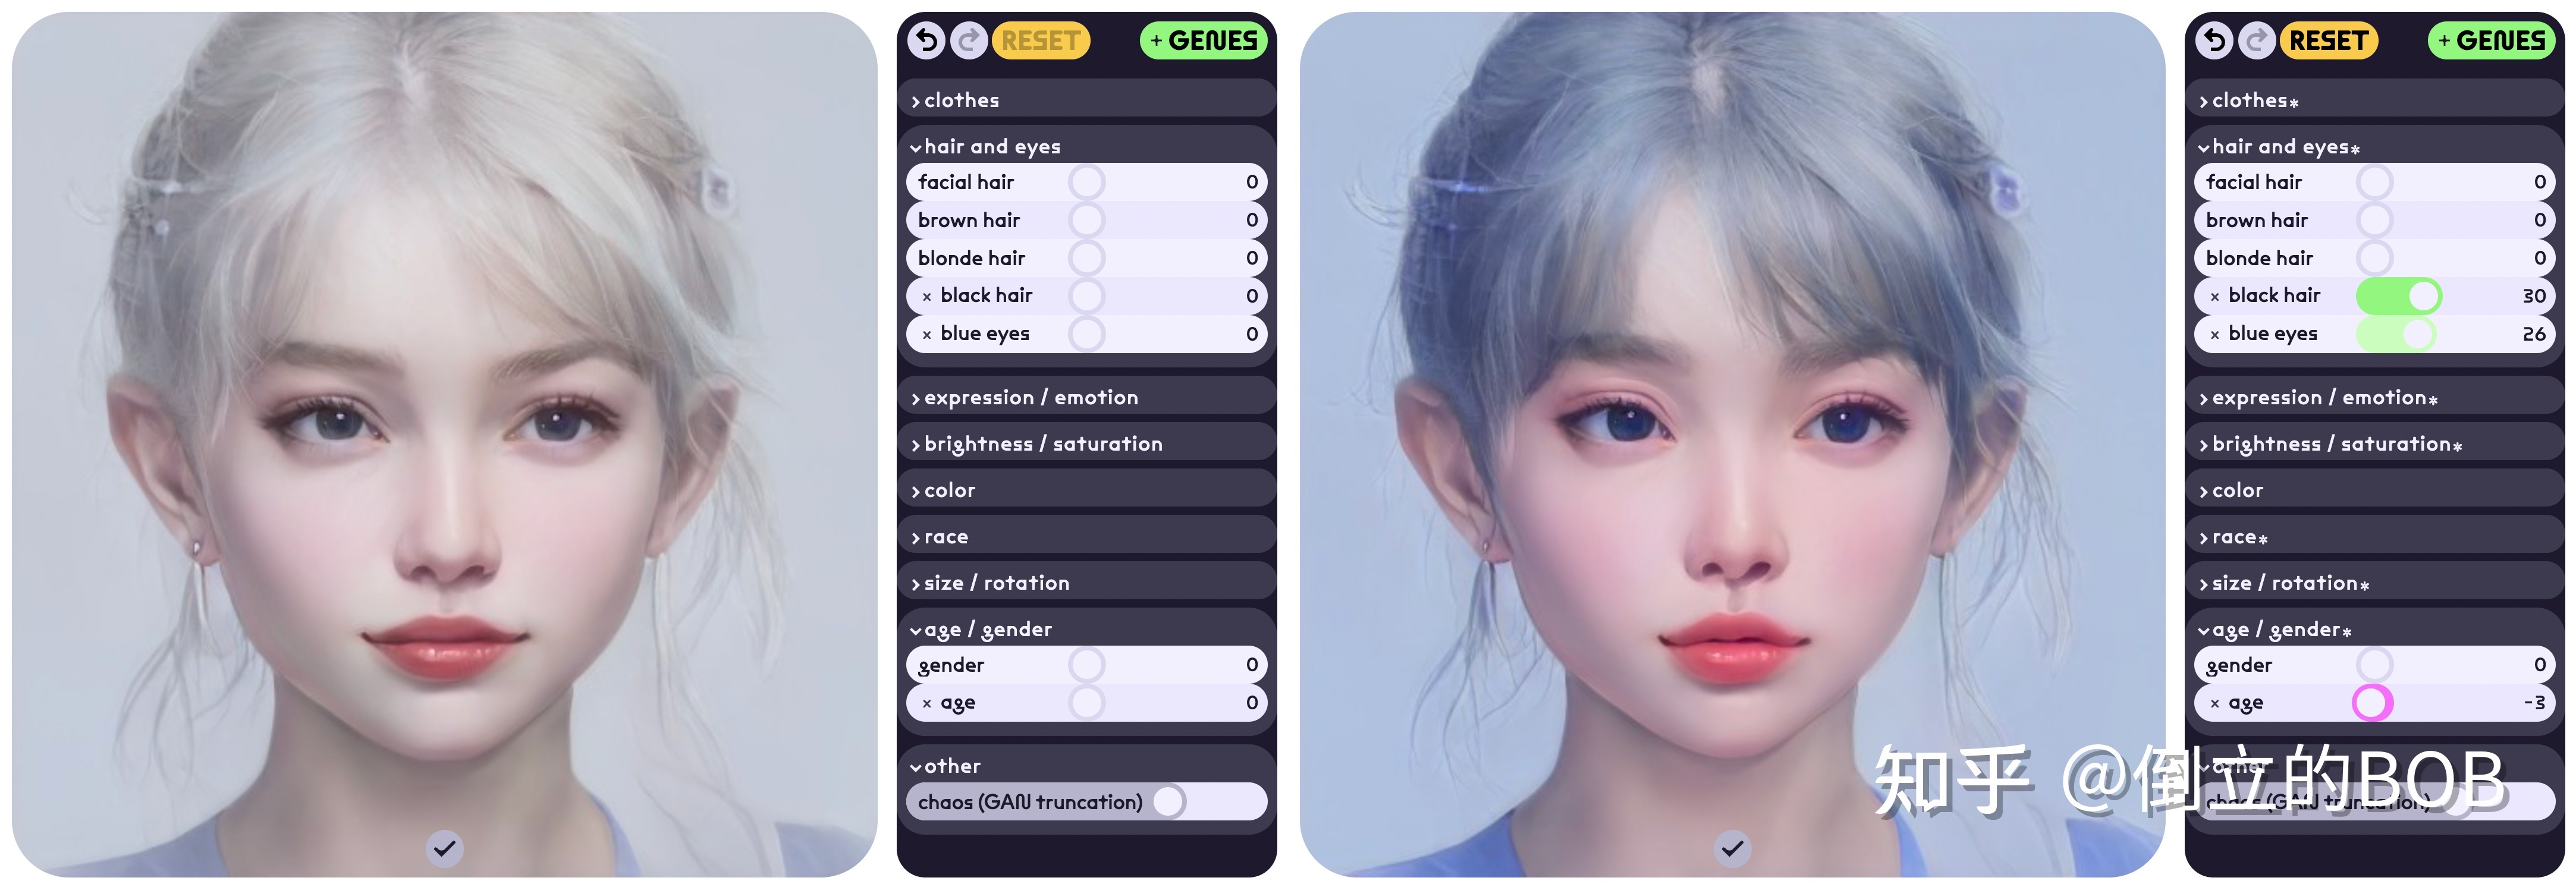 RESET
+ GENES
clothes
hair and eyes
facial hair 0
brown hair 0
blonde hair 0
× black hair 0
× blue eyes 0
expression / emotion
brightness / saturation
color
race
size / rotation
age / gender
gender 0
× age 0
other
chaos (GAN truncation)
RESET
+ GENES
clothes*
hair and eyes*
facial hair 0
brown hair 0
blonde hair 0
× black hair 30
× blue eyes 26
expression / emotion*
brightness / saturation*
color
race*
size / rotation*
age / gender*
gender 0
× age -3
other
chaos (GAN truncation)
知乎 @倒立的BOB